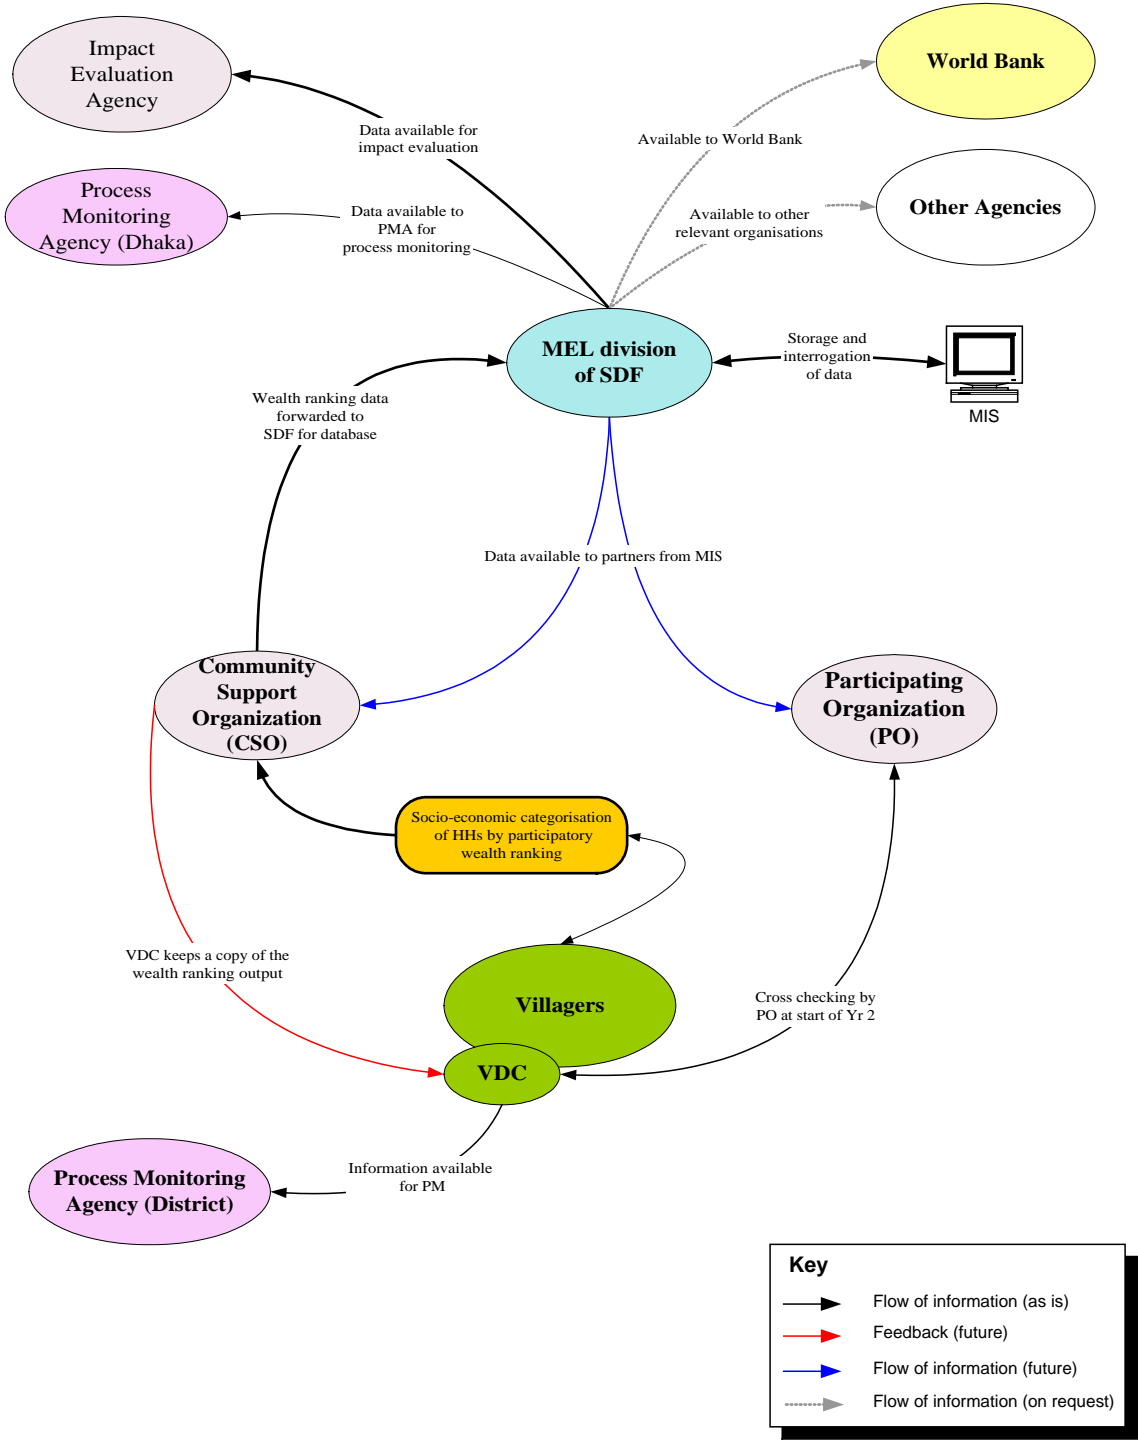 Impact
Evaluation
Agency
World Bank
Data available for
impact evaluation
Available to World Bank
Process
Monitoring
Agency (Dhaka)
Data available to
PMA for
process monitoring
Available to other
relevant organisations
Other Agencies
MEL division
of SDF
Storage and
interrogation
of data
MIS
Wealth ranking data
forwarded to
SDF for database
Data available to partners from MIS
Community
Support
Organization
(CSO)
Participating
Organization
(PO)
Socio-economic categorisation
of HHs by participatory
wealth ranking
VDC keeps a copy of the
wealth ranking output
Villagers
Cross checking by
PO at start of Yr 2
VDC
Process Monitoring
Agency (District)
Information available
for PM
Key
Flow of information (as is)
Feedback (future)
Flow of information (future)
Flow of information (on request)